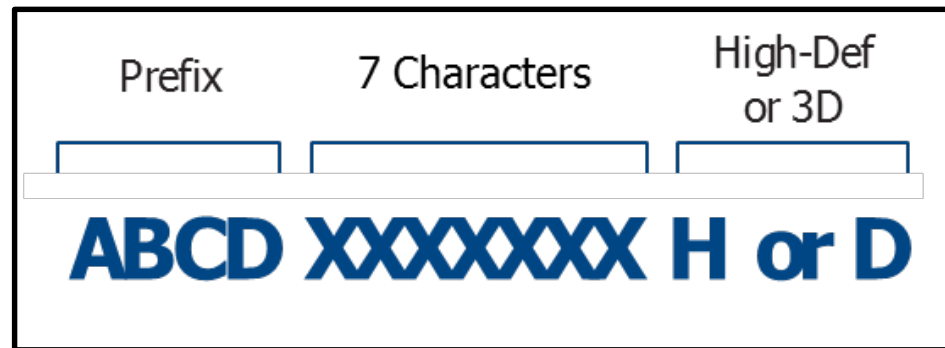 Prefix
7 Characters
High-Def
or 3D
ABCD XXXXXXX H or D